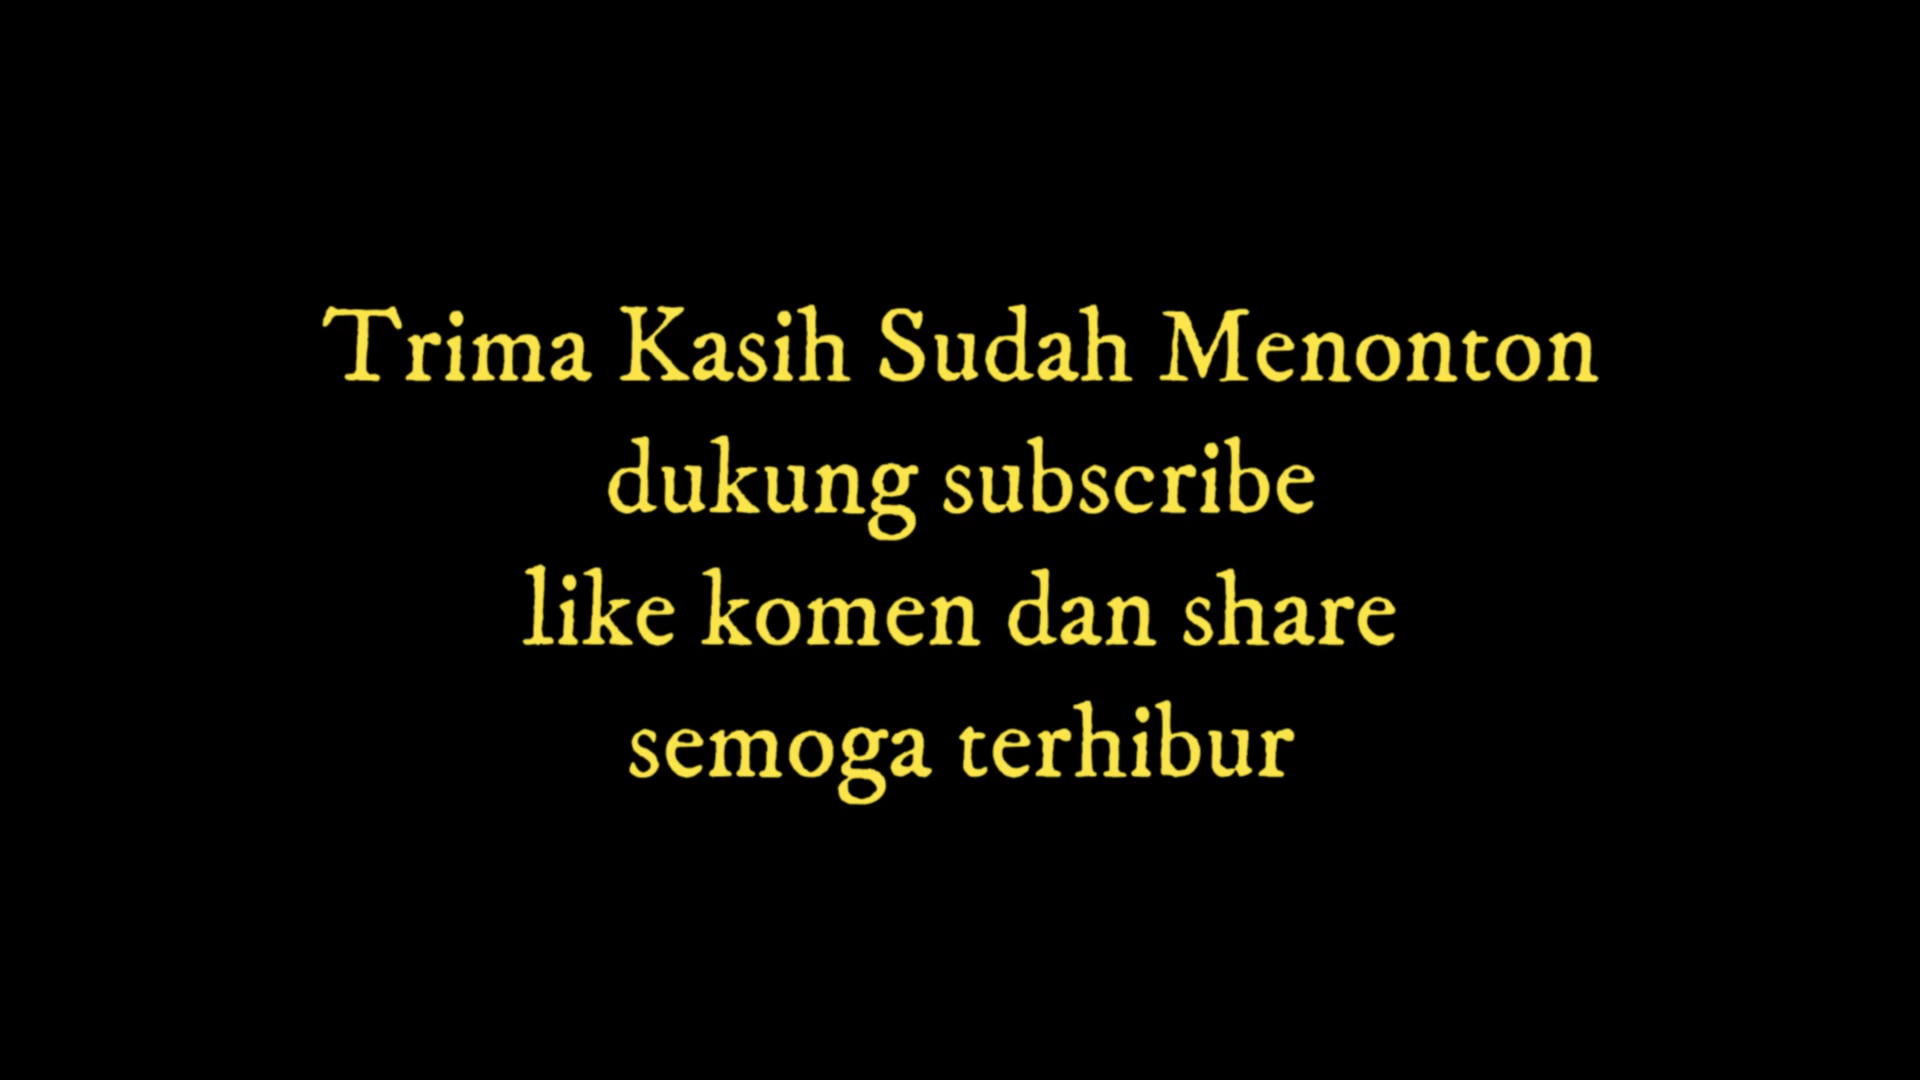 Trima Kasih Sudah Menonton
dukung subscribe
like komen dan share
semoga terhibur